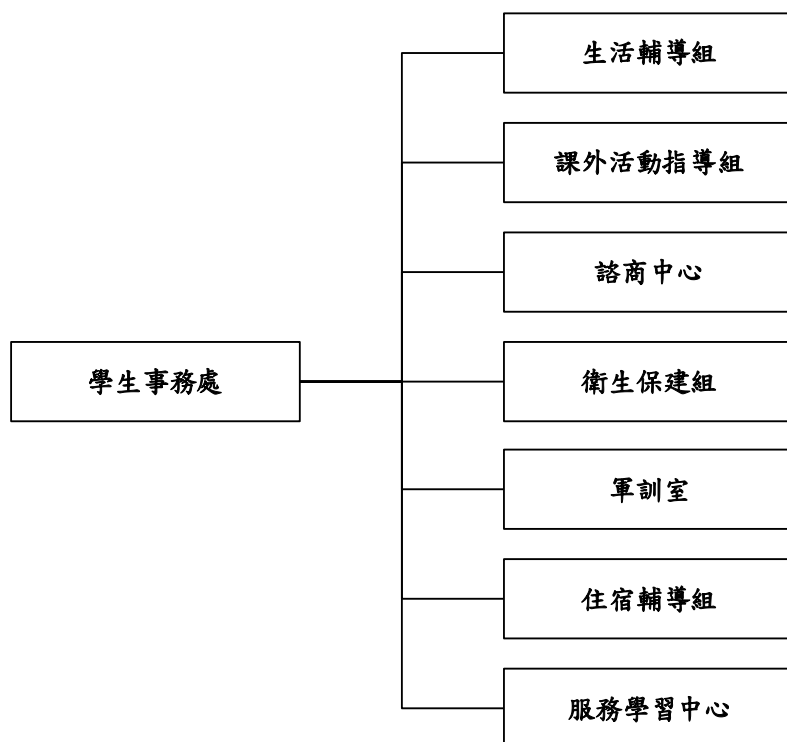 生活輔導組
課外活動指導組
諮商中心
學生事務處
衛生保建組
軍訓室
住宿輔導組
服務學習中心